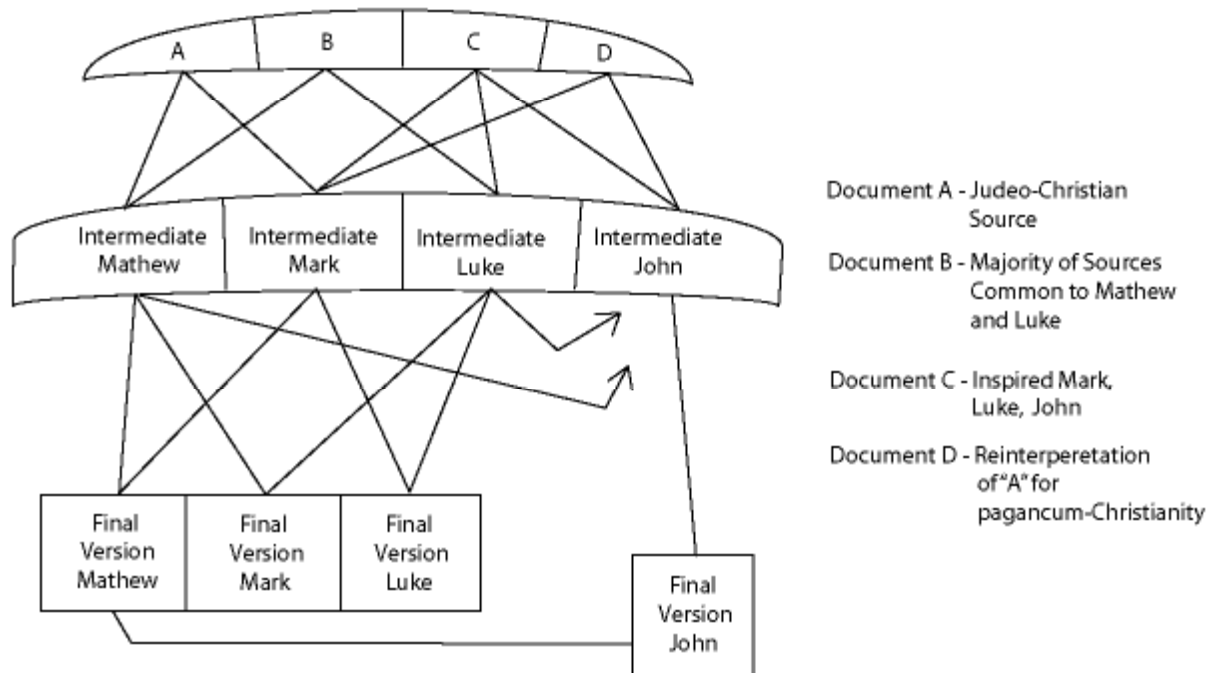 A
B
C
D
Intermediate
Mathew
Intermediate
Mark
Intermediate
Luke
Intermediate
John
Final
Version
Mathew
Final
Version
Mark
Final
Version
Luke
Final
Version
John
Document A - Judeo-Christian
Source
Document B - Majority of Sources
Common to Mathew
and Luke
Document C - Inspired Mark,
Luke, John
Document D - Reinterperetation
of "A" for
pagancum-Christianity